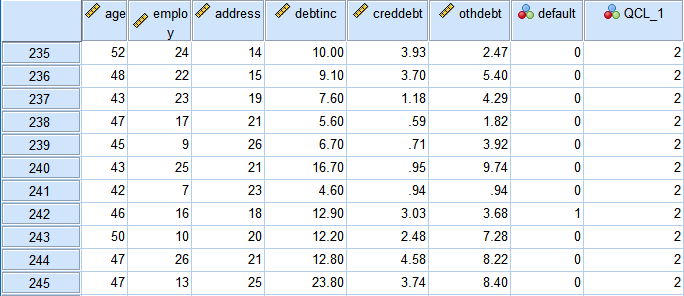 age employ address debtinc creddebt othdebt default QCL_1
235 52 24 14 10.00 3.93 2.47 0 2
236 48 22 15 9.10 3.70 5.40 0 2
237 43 23 19 7.60 1.18 4.29 0 2
238 47 17 21 5.60 .59 1.82 0 2
239 45 9 26 6.70 .71 3.92 0 2
240 43 25 21 16.70 .95 9.74 0 2
241 42 7 23 4.60 .94 .94 0 2
242 46 16 18 12.90 3.03 3.68 1 2
243 50 10 20 12.20 2.48 7.28 0 2
244 47 26 21 12.80 4.58 8.22 0 2
245 47 13 25 23.80 3.74 8.40 0 2